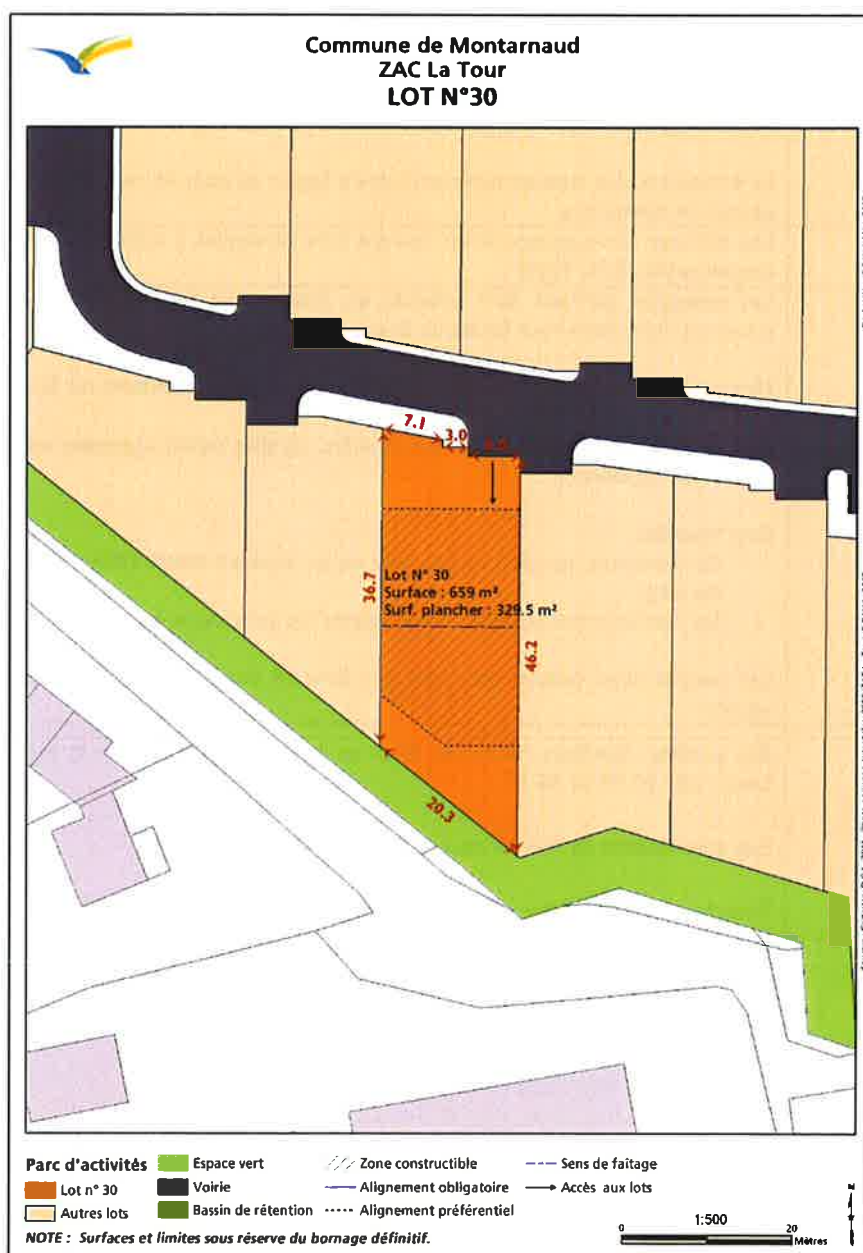 Commune de Montarnaud
ZAC La Tour
LOT N°30
7.1
3.0
36.7
Lot N° 30
Surface : 659 m²
Surf. plancher : 329.5 m²
46.2
20.3
Parc d'activités
Lot n° 30
Autres lots
Espace vert
Voirie
Bassin de rétention
Zone constructible
Alignement obligatoire
Alignement préférentiel
Sens de faîtage
Accès aux lots
NOTE : Surfaces et limites sous réserve du bornage définitif.
1:500
0 20
Mètres